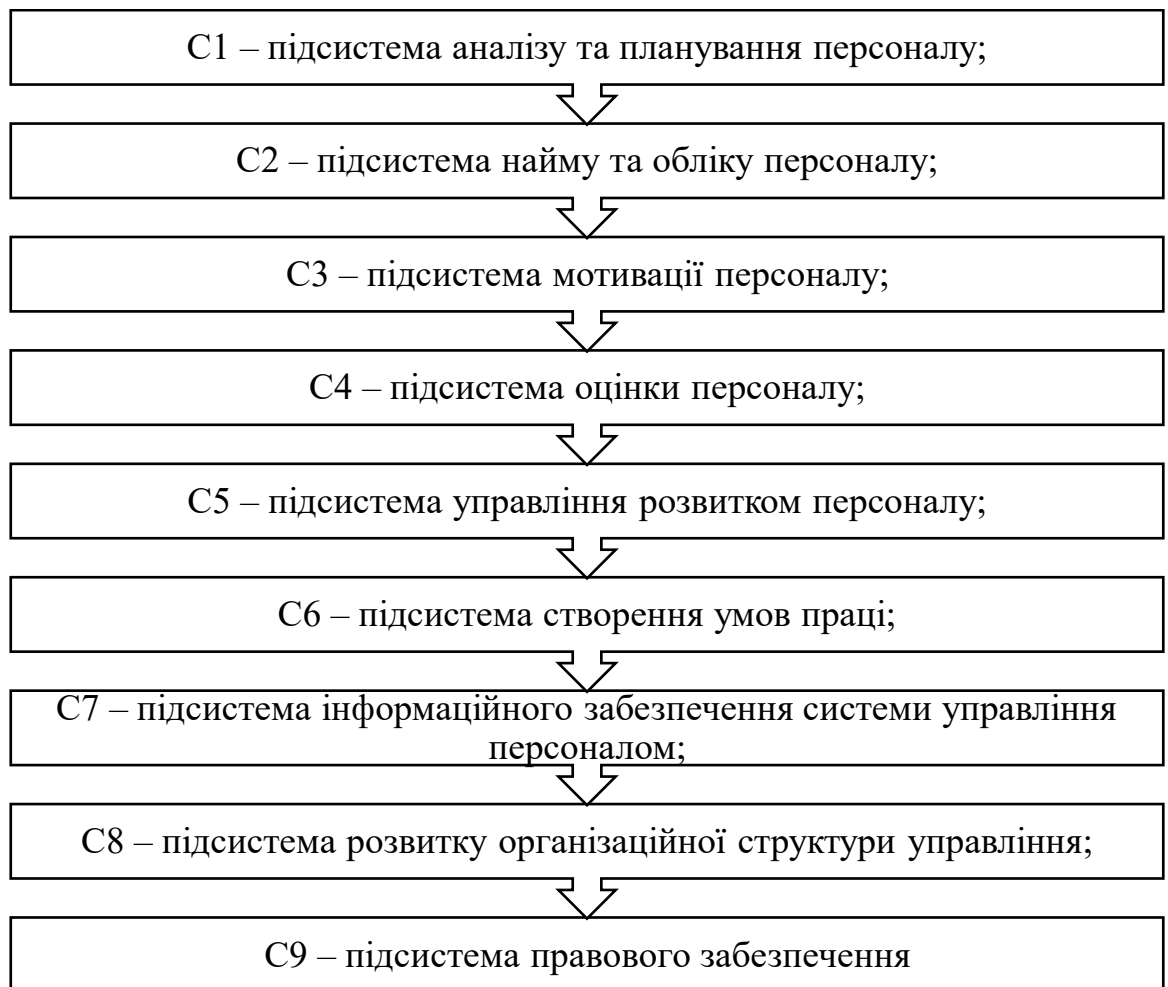 С1 – підсистема аналізу та планування персоналу;
С2 – підсистема найму та обліку персоналу;
С3 – підсистема мотивації персоналу;
С4 – підсистема оцінки персоналу;
С5 – підсистема управління розвитком персоналу;
С6 – підсистема створення умов праці;
С7 – підсистема інформаційного забезпечення системи управління
персоналом;
С8 – підсистема розвитку організаційної структури управління;
С9 – підсистема правового забезпечення